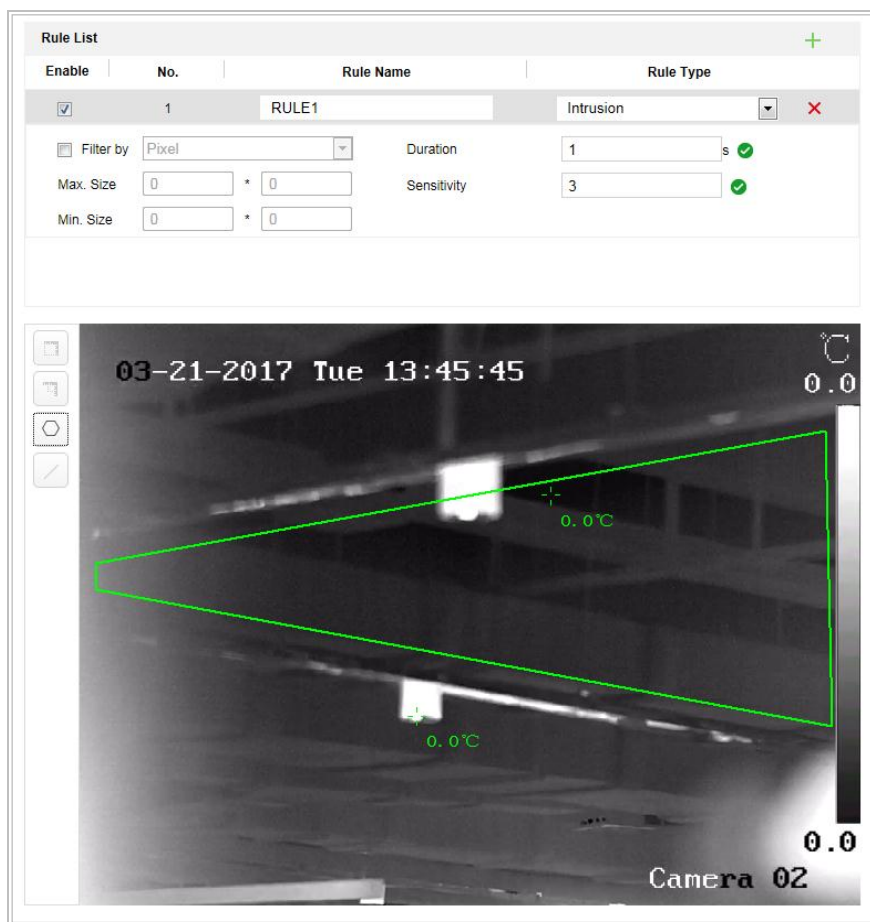 Rule List
Enable No. Rule Name Rule Type
1 RULE1 Intrusion
Filter by Pixel Duration 1 s
Max. Size 0 * 0 Sensitivity 3
Min. Size 0 * 0
℃
03-21-2017 Tue 13:45:45
0.0
0.0℃
0.0℃
0.0
Camera 02